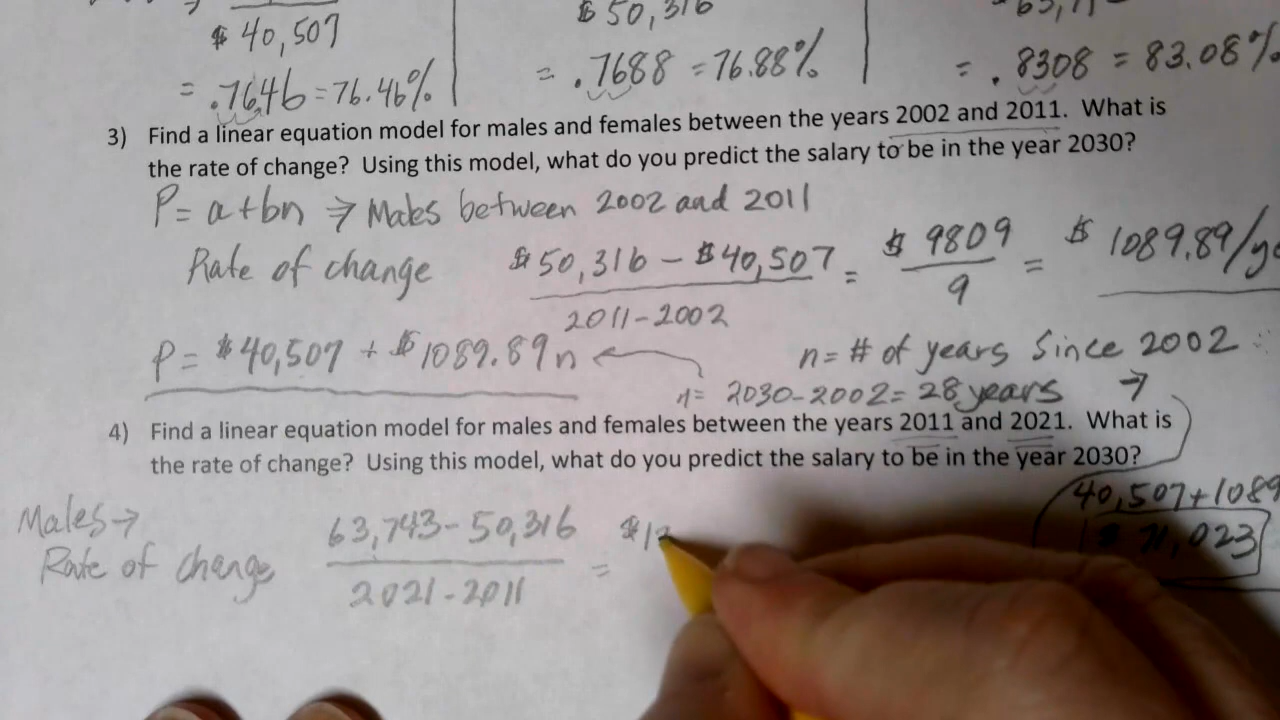 $ 50,316
$ 40,507
= .7646 = 76.46%
= .7688 = 76.88%
= .8308 = 83.08%
3) Find a linear equation model for males and females between the years 2002 and 2011. What is
the rate of change? Using this model, what do you predict the salary to be in the year 2030?
P = a + bn ⇒ Males between 2002 and 2011
Rate of change $50,316 - $40,507 = $ 9809 = $ 1089.89/ye
2011-2002 9
P = $40,507 + $1089.89n n = # of years since 2002
n = 2030-2002 = 28 years →
4) Find a linear equation model for males and females between the years 2011 and 2021. What is
the rate of change? Using this model, what do you predict the salary to be in the year 2030?
40,507+1089
$ 71,023
Males →
Rate of change 63,743-50,316 = $13
2021-2011